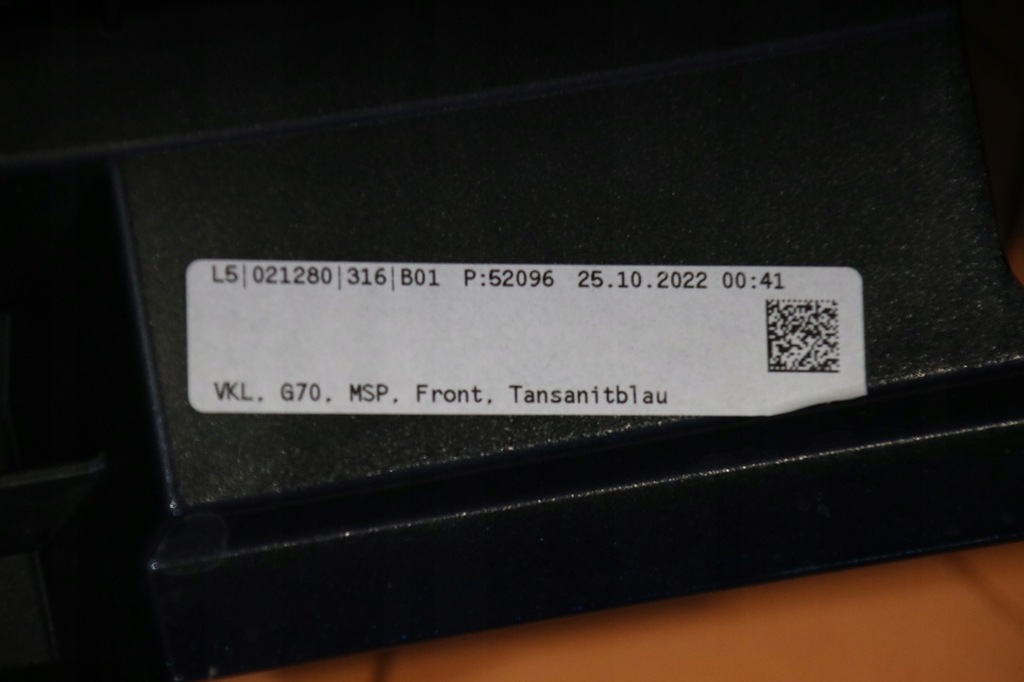 L5|021280|316|B01 P:52096 25.10.2022 00:41
VKL, G70, MSP, Front, Tansanitblau